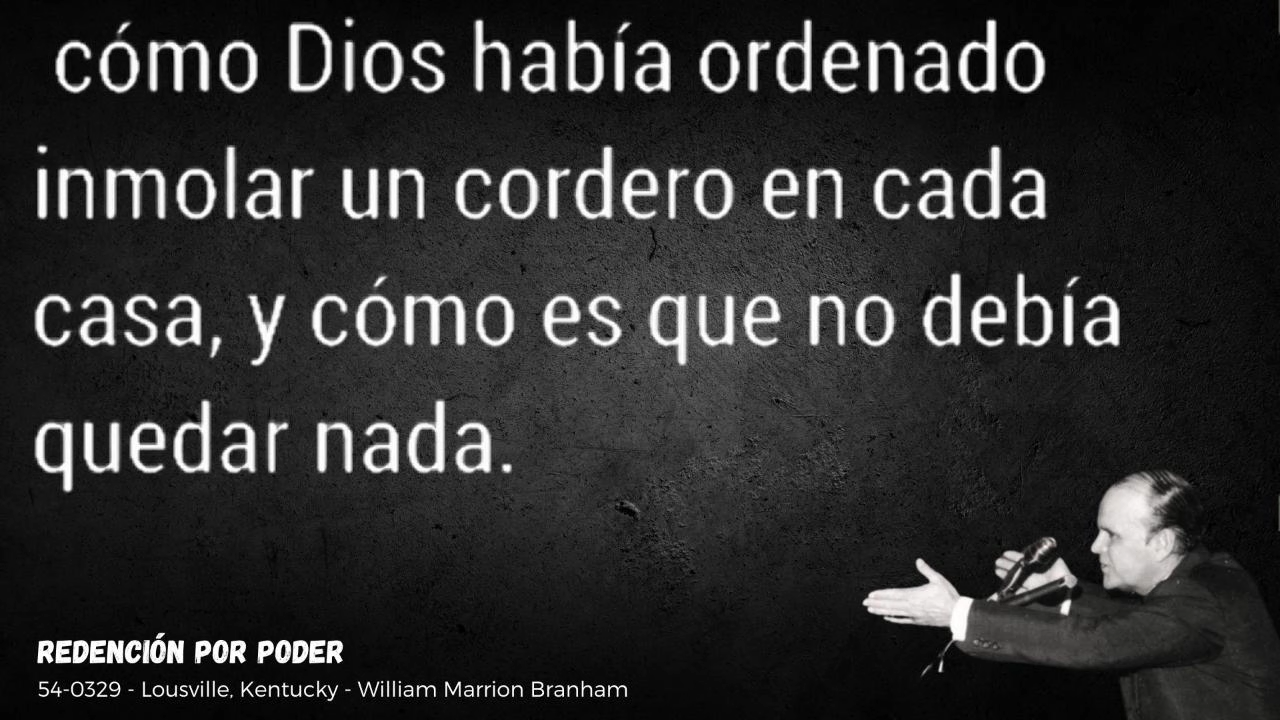 cómo Dios había ordenado
inmolar un cordero en cada
casa, y cómo es que no debía
quedar nada.
REDENCIÓN POR PODER
54-0329 - Lousville, Kentucky - William Marrion Branham